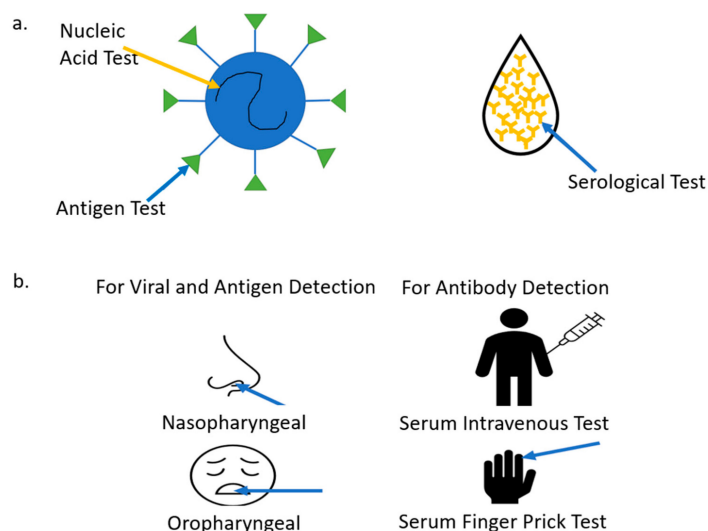 a.
Nucleic
Acid Test
Antigen Test
Serological Test
b.
For Viral and Antigen Detection
For Antibody Detection
Nasopharyngeal
Serum Intravenous Test
Oropharyngeal
Serum Finger Prick Test